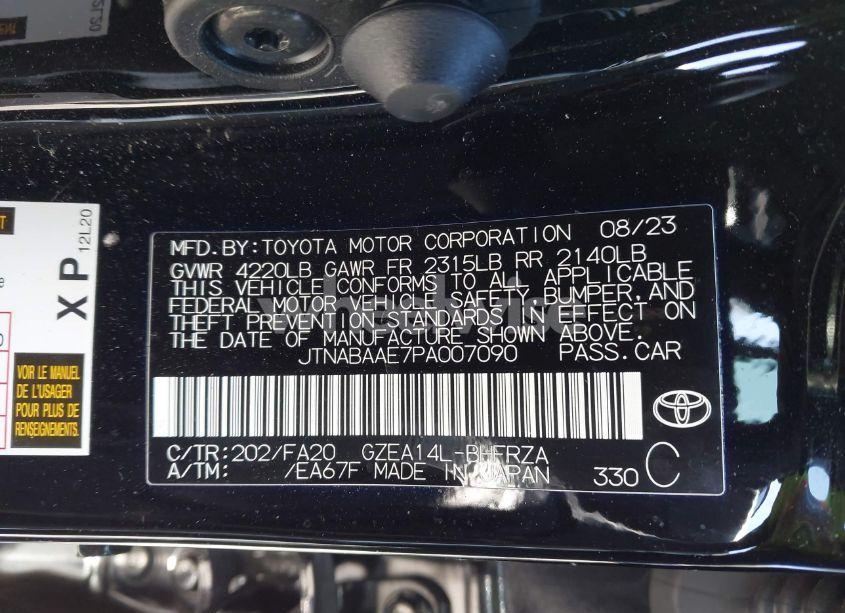 MFD.BY:TOYOTA MOTOR CORPORATION 08/23
GVWR 4220LB GAWR FR 2315LB RR 2140LB
THIS VEHICLE CONFORMS TO ALL APPLICABLE
FEDERAL MOTOR VEHICLE SAFETY, BUMPER, AND
THEFT PREVENTION STANDARDS IN EFFECT ON
THE DATE OF MANUFACTURE SHOWN ABOVE.
JTNABAAE7PA007090 PASS.CAR
C/TR:202/FA20 GZEA14L-BHFRZA
A/TM: /EA67F MADE IN JAPAN 330 C
XP
12L20
VOIR LE MANUEL
DE L'USAGER
POUR PLUS DE
RENSEIGNEMENTS.